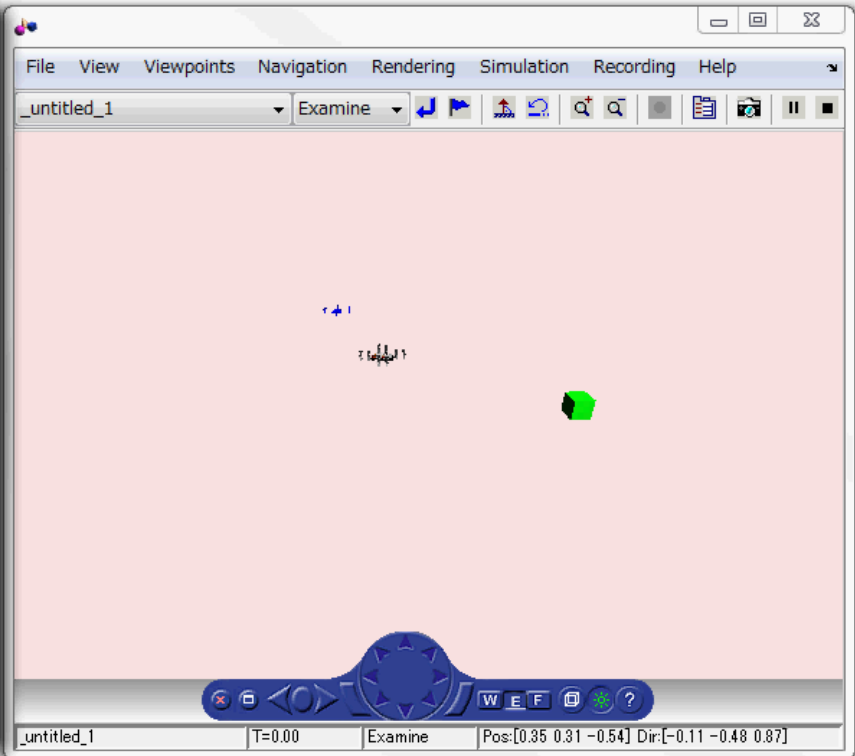 File View Viewpoints Navigation Rendering Simulation Recording Help
_untitled_1 Examine
W E F ?
_untitled_1 T=0.00 Examine Pos:[0.35 0.31 -0.54] Dir:[-0.11 -0.48 0.87]